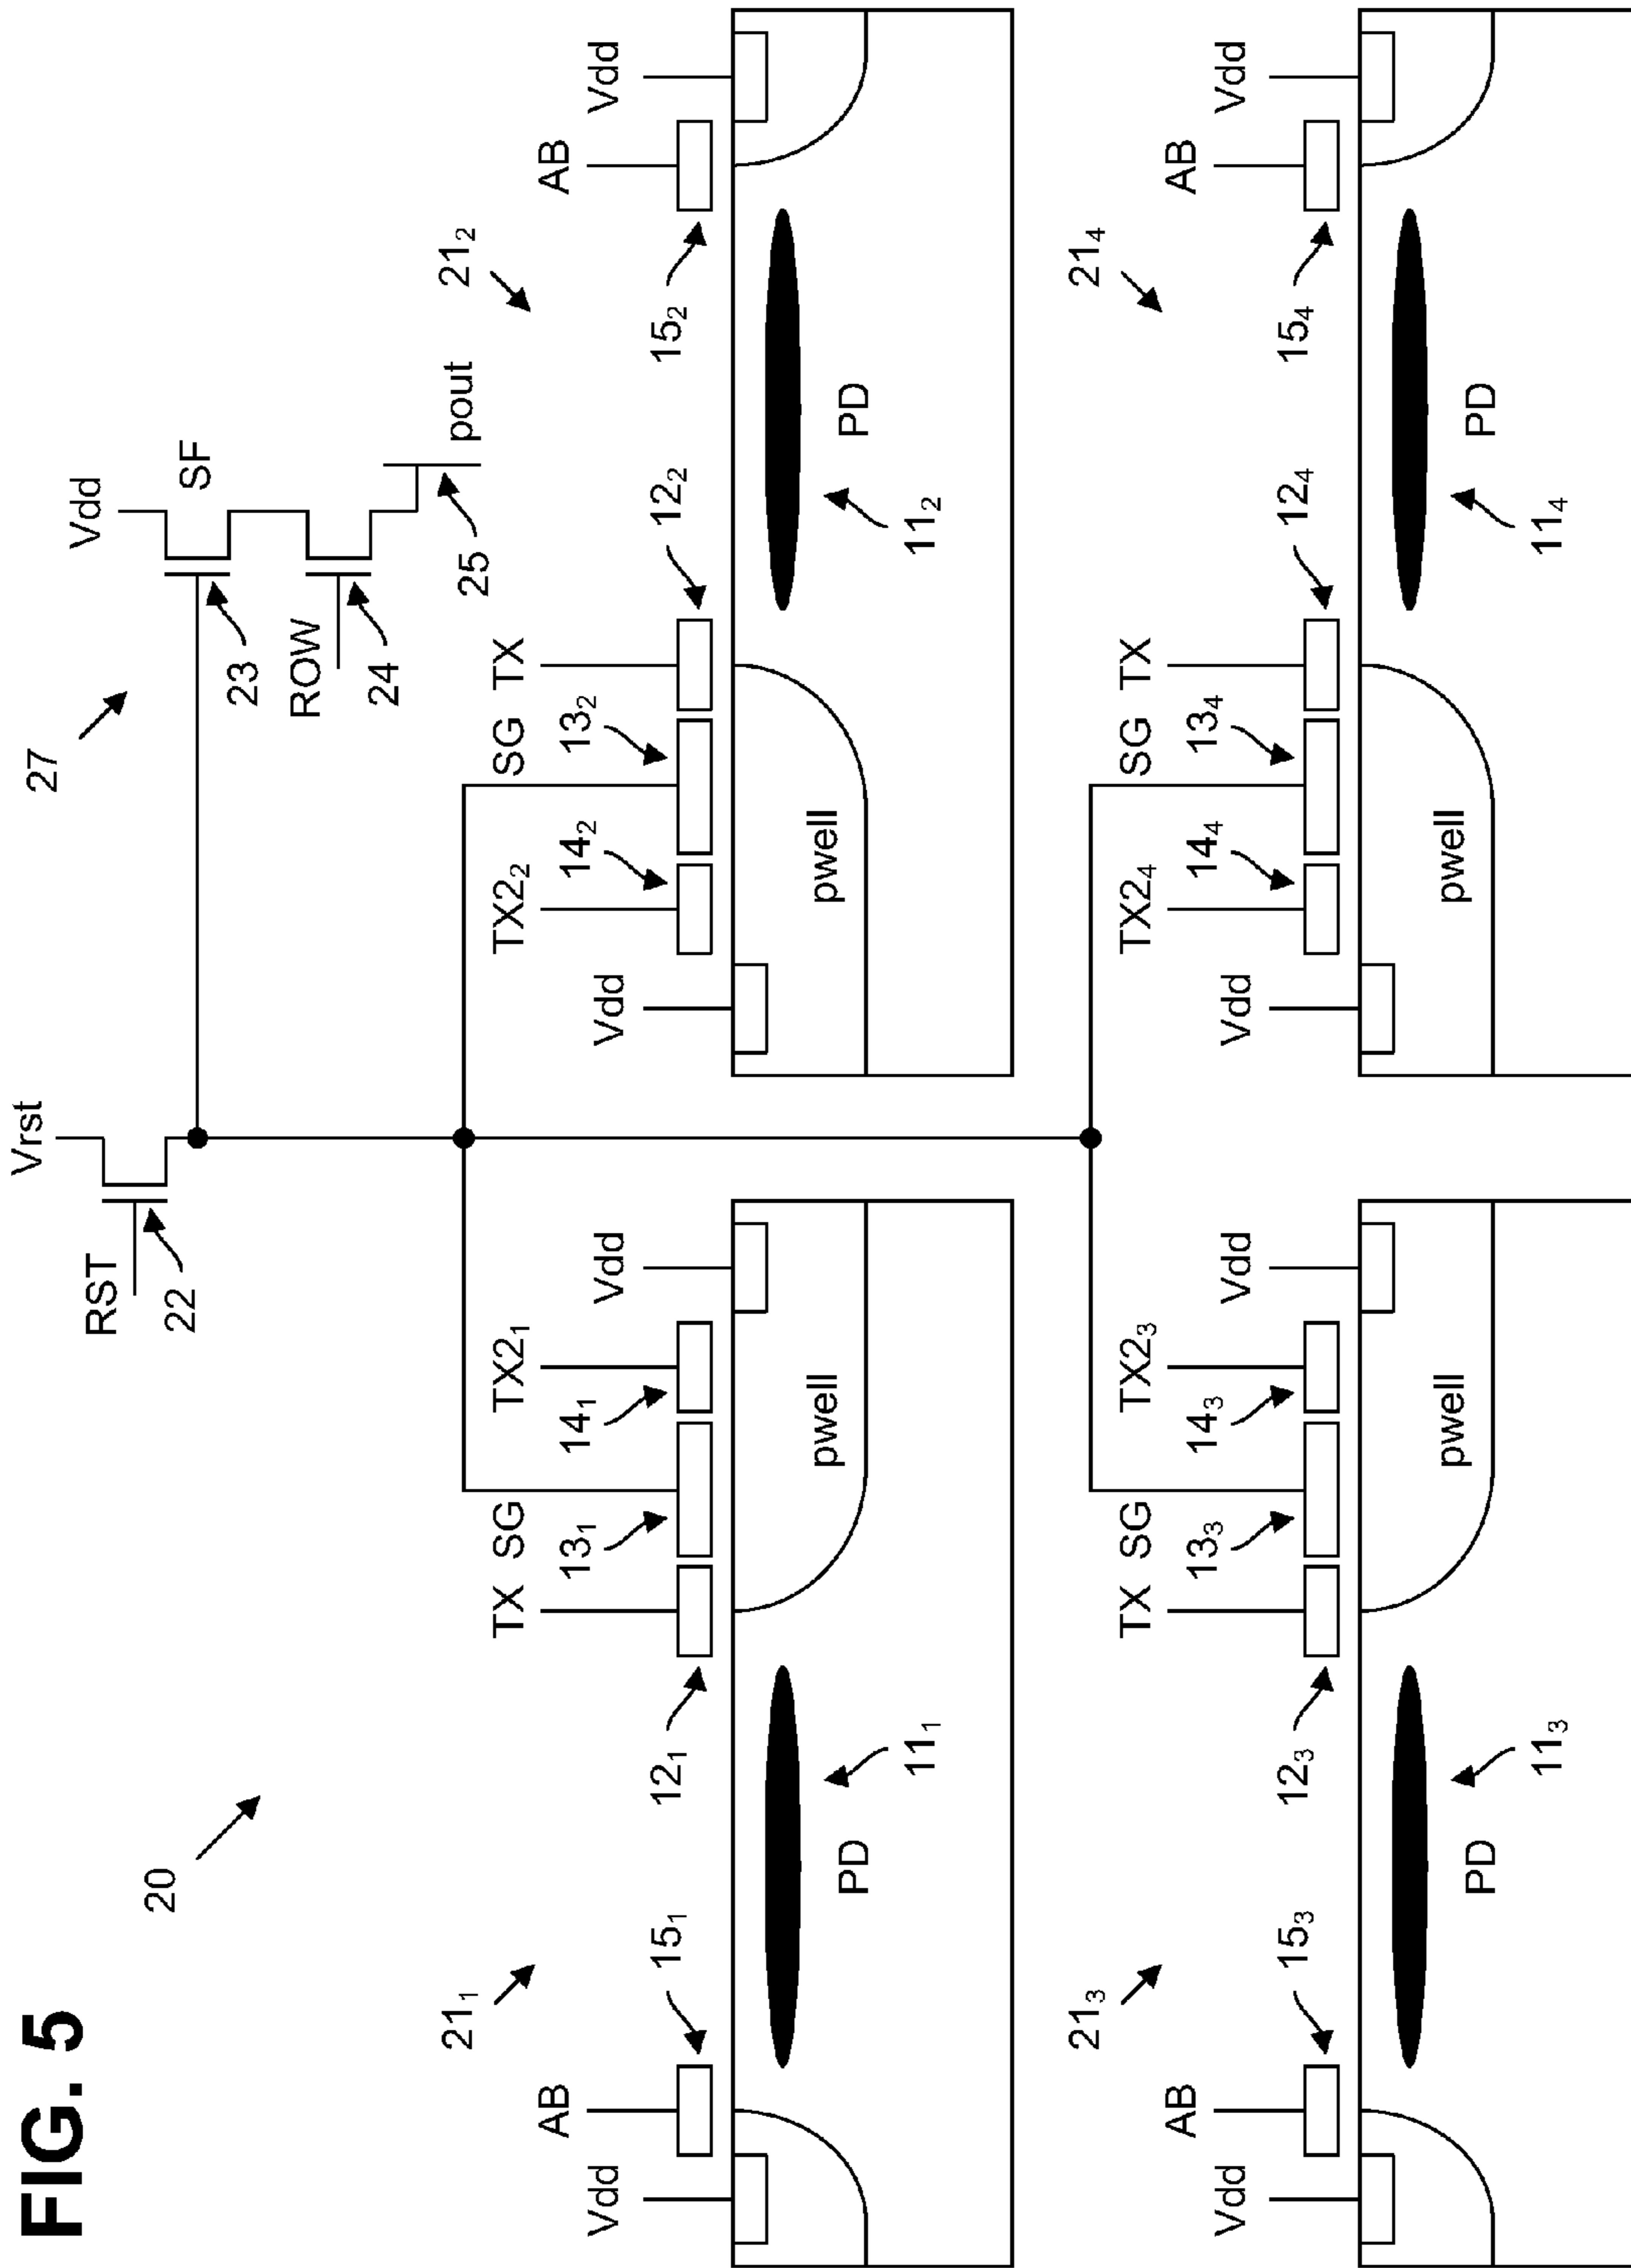 FIG. 5
20
Vrst
RST
22
27
Vdd
SF
23
ROW
24
25
pout
21₁
21₂
Vdd
AB
15₁
12₁
TX
SG
13₁
TX2₁
14₁
Vdd
Vdd
TX2₂
14₂
SG
13₂
TX
12₂
15₂
AB
Vdd
PD
11₁
pwell
pwell
11₂
PD
21₃
21₄
Vdd
AB
15₃
12₃
TX
SG
13₃
TX2₃
14₃
Vdd
Vdd
TX2₄
14₄
SG
13₄
TX
12₄
15₄
AB
Vdd
PD
11₃
pwell
pwell
11₄
PD